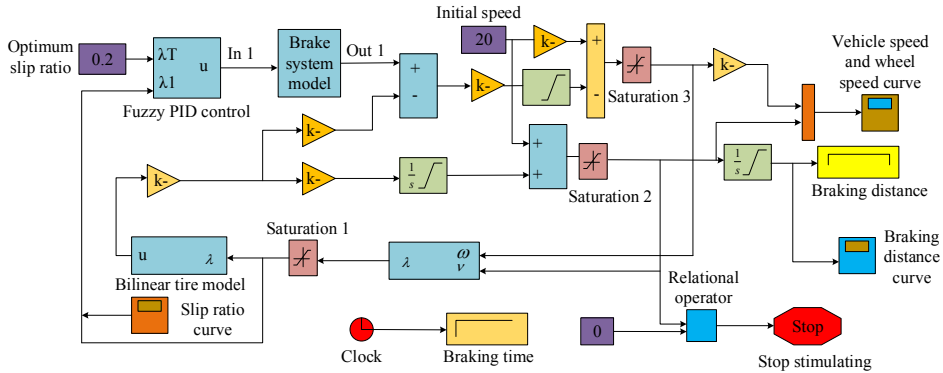 Optimum
slip ratio
0.2
λT
λ1
u
Fuzzy PID control
In 1
Brake
system
model
Out 1
+
-
Initial speed
20
k-
k-
+
-
Saturation 3
k-
Vehicle speed
and wheel
speed curve
k-
k-
k-
1
s
+
+
Saturation 2
1
s
Braking distance
Saturation 1
u
λ
Bilinear tire model
λ
ω
ν
Braking
distance
curve
Slip ratio
curve
Clock
Braking time
Relational
operator
0
Stop
Stop stimulating